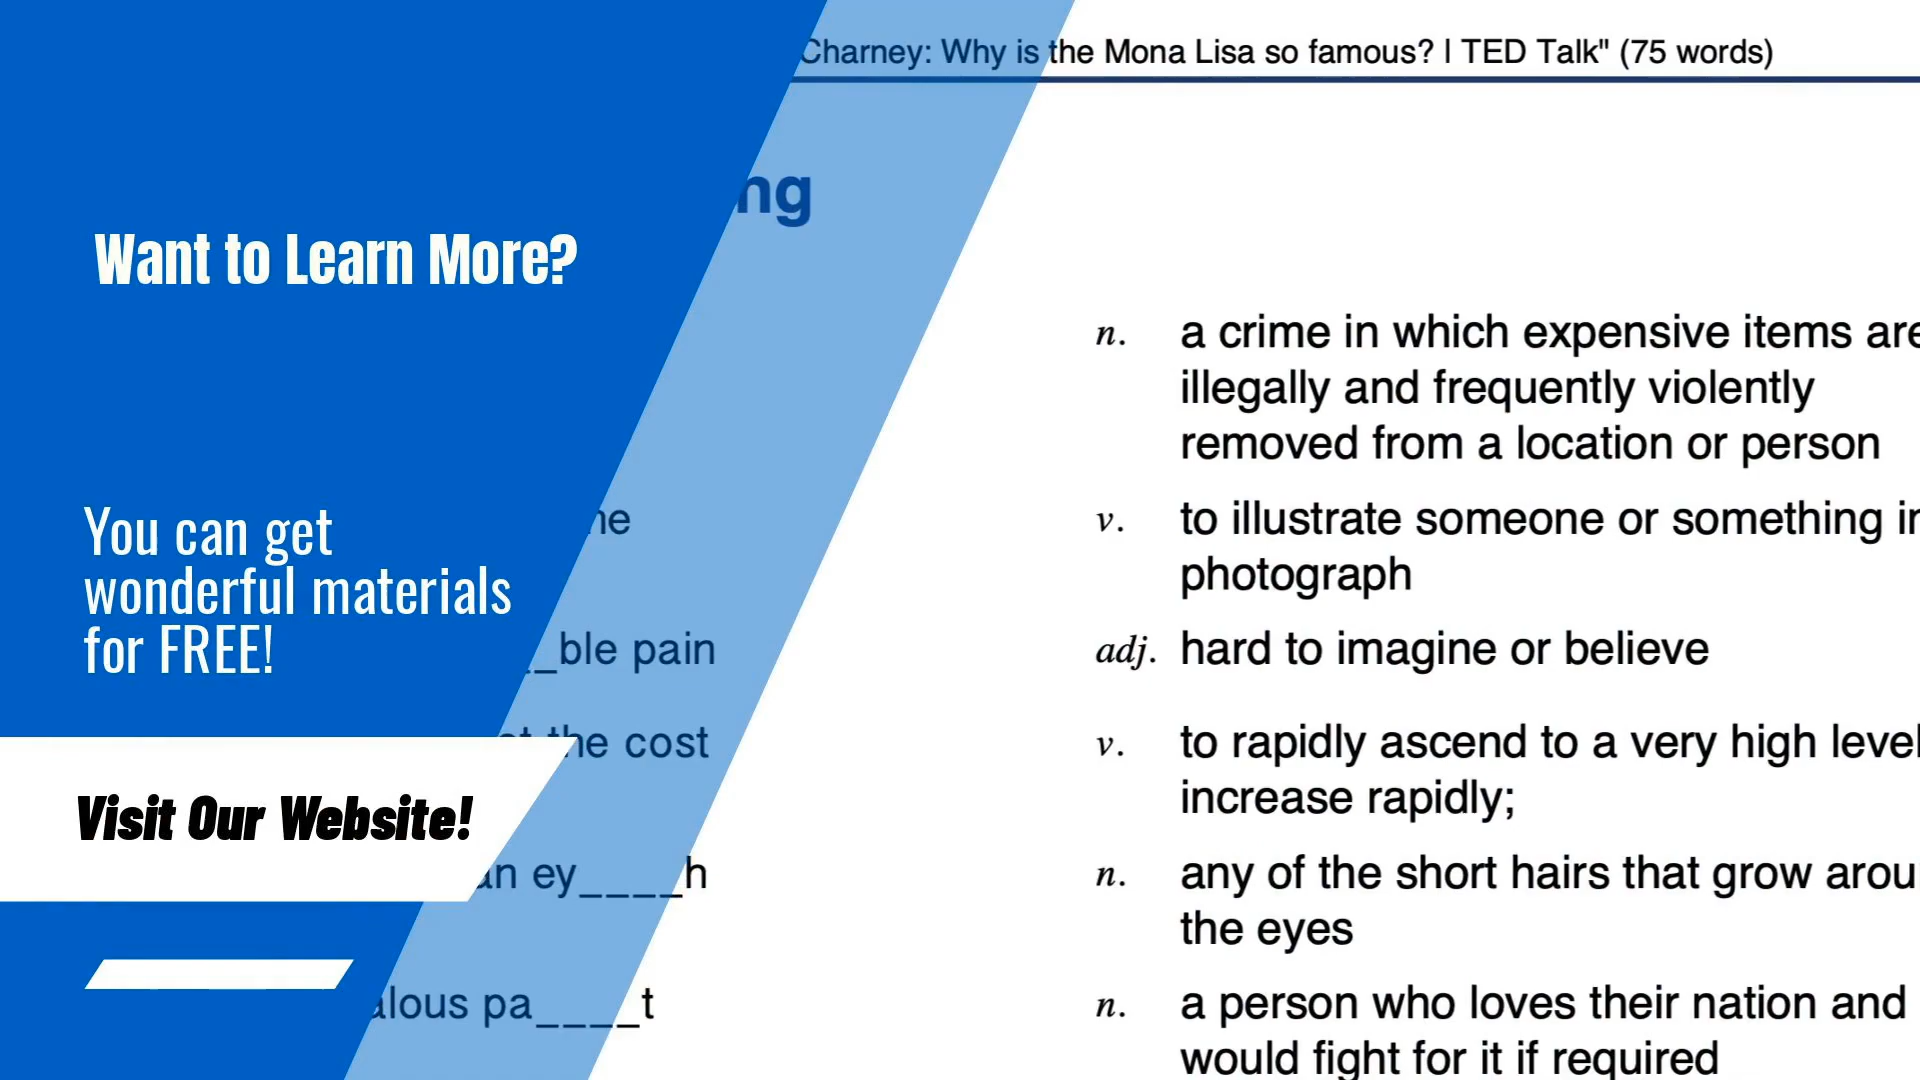 Charney: Why is the Mona Lisa so famous? | TED Talk" (75 words)
ng
Want to Learn More?
You can get
wonderful materials
for FREE!
Visit Our Website!
n. a crime in which expensive items are
illegally and frequently violently
removed from a location or person
v. to illustrate someone or something in
photograph
adj. hard to imagine or believe
_ble pain
v. to rapidly ascend to a very high level
increase rapidly;
the cost
n. any of the short hairs that grow arou
the eyes
an ey____h
n. a person who loves their nation and
would fight for it if required
alous pa____t